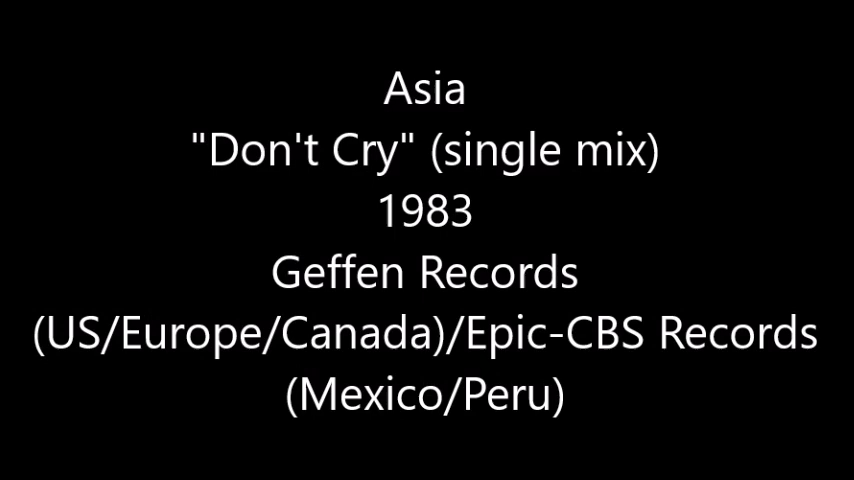 Asia
"Don't Cry" (single mix)
1983
Geffen Records
(US/Europe/Canada)/Epic-CBS Records
(Mexico/Peru)